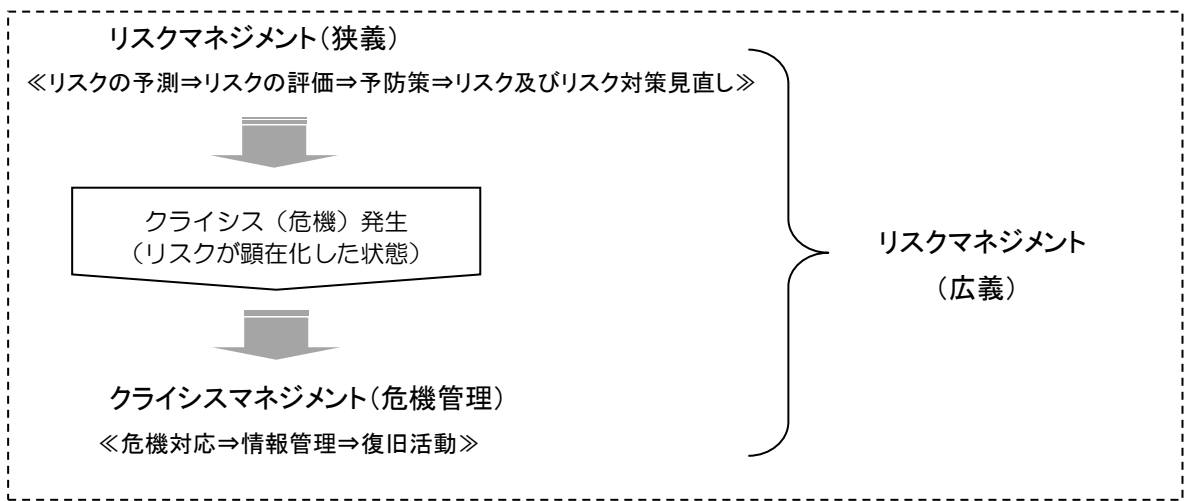 リスクマネジメント（狭義）
≪リスクの予測⇒リスクの評価⇒予防策⇒リスク及びリスク対策見直し≫
クライシス（危機）発生
（リスクが顕在化した状態）
リスクマネジメント
（広義）
クライシスマネジメント（危機管理）
≪危機対応⇒情報管理⇒復旧活動≫